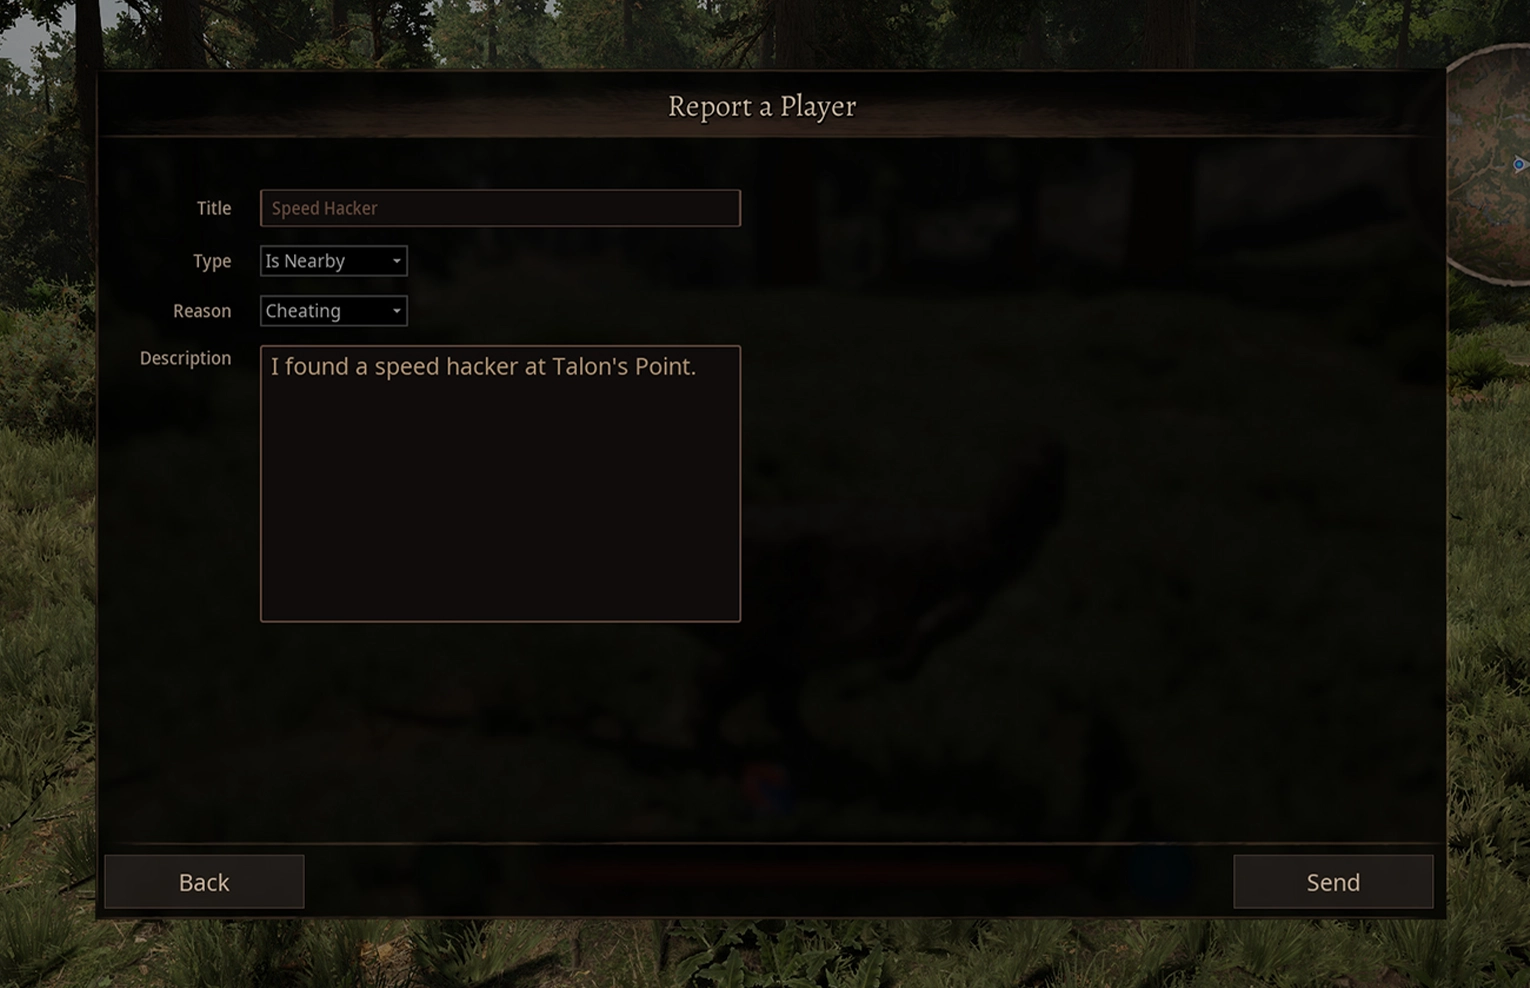 Report a Player
Title
Speed Hacker
Type
Is Nearby
Reason
Cheating
Description
I found a speed hacker at Talon's Point.
Back
Send